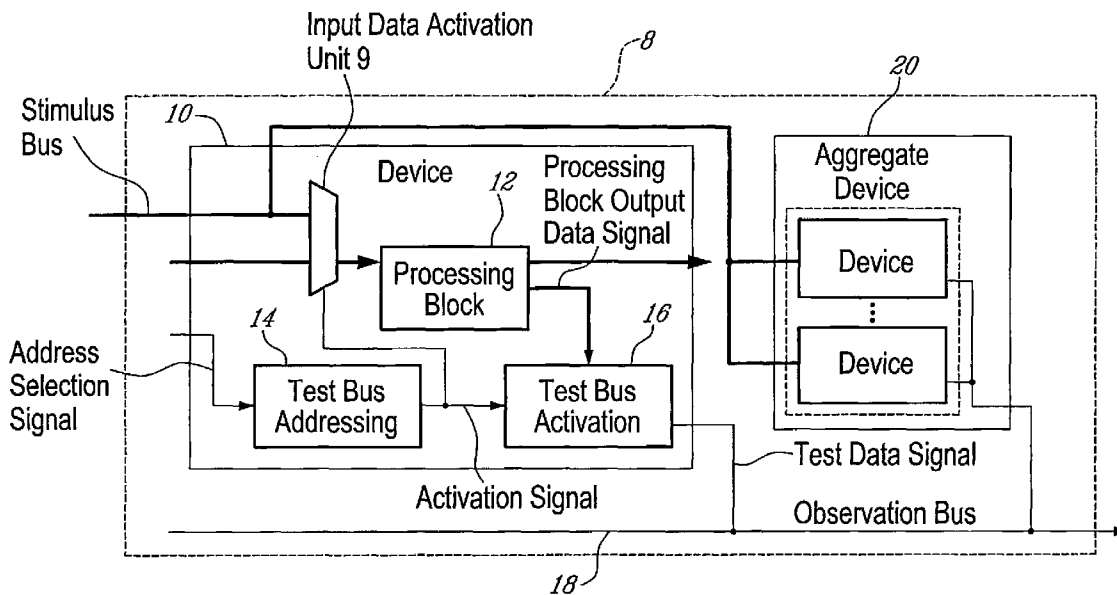 Input Data Activation
Unit 9
8
20
Stimulus
Bus
10
Device
12
Processing
Block Output
Data Signal
Aggregate
Device
Processing
Block
Device
Device
14
16
Address
Selection
Signal
Test Bus
Addressing
Test Bus
Activation
Activation Signal
Test Data Signal
Observation Bus
18